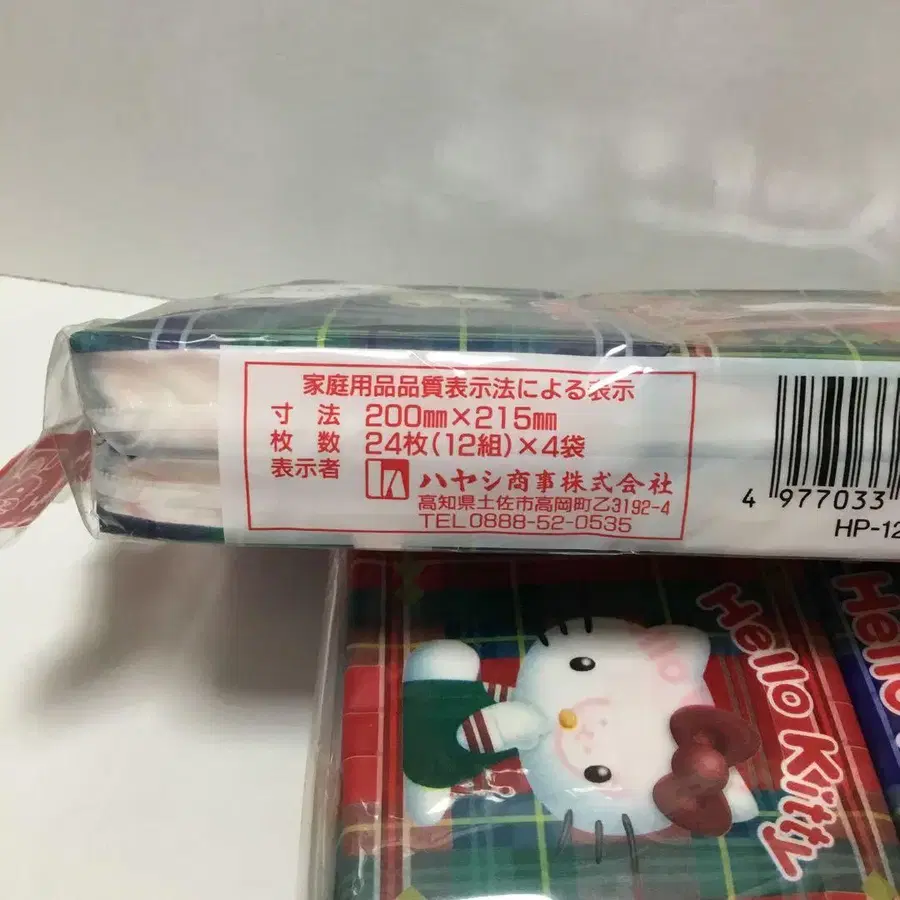 家庭用品品質表示法による表示
寸法 200mm×215mm
枚数 24枚(12組)×4袋
表示者 ハヤシ商事株式会社
高知県土佐市高岡町乙3192-4
TEL0888-52-0535
4 977033
HP-12
Hello Kitty
Hello